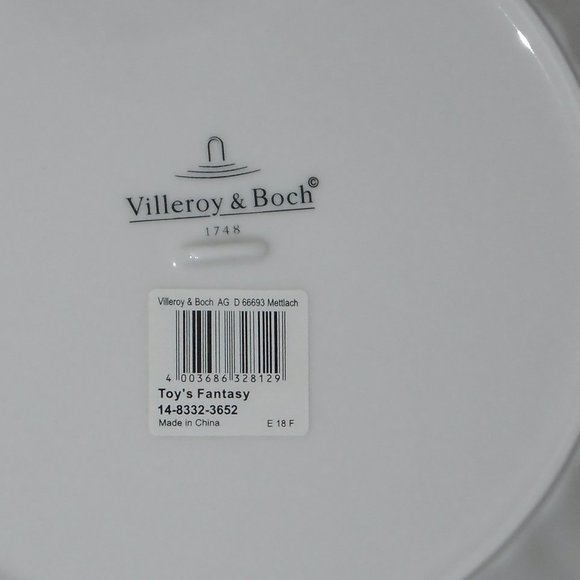 Villeroy & Boch©
1748
Villeroy & Boch AG D 66693 Mettlach
4 003686 328129
Toy's Fantasy
14-8332-3652
Made in China E 18 F